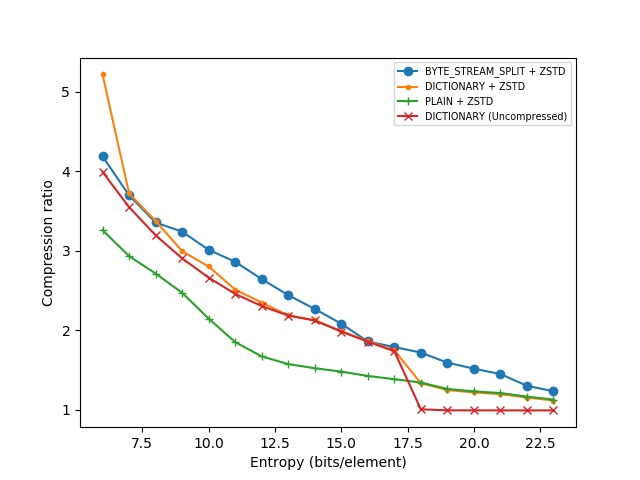 BYTE_STREAM_SPLIT + ZSTD
DICTIONARY + ZSTD
PLAIN + ZSTD
DICTIONARY (Uncompressed)
5
4
3
2
1
Compression ratio
7.5 10.0 12.5 15.0 17.5 20.0 22.5
Entropy (bits/element)